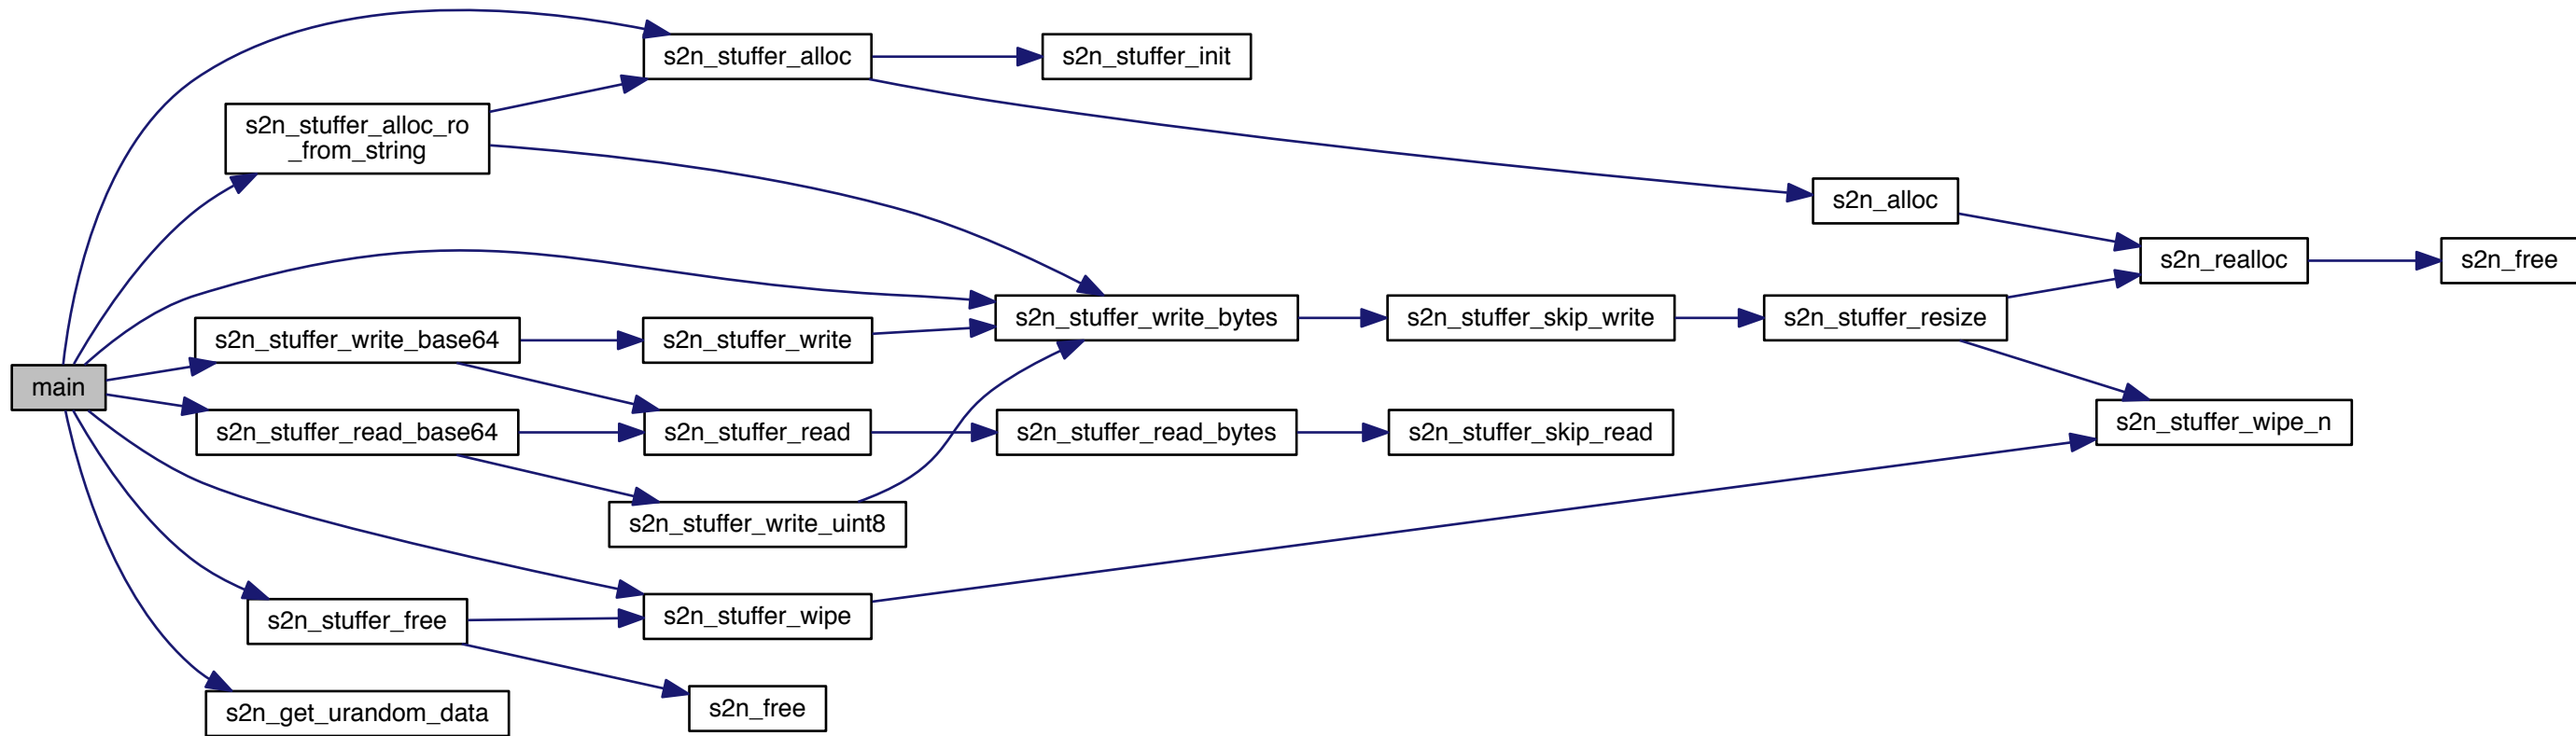 s2n_stuffer_alloc
s2n_stuffer_init
s2n_stuffer_alloc_ro
_from_string
s2n_alloc
s2n_realloc
s2n_free
s2n_stuffer_write_bytes
s2n_stuffer_skip_write
s2n_stuffer_resize
s2n_stuffer_write_base64
s2n_stuffer_write
main
s2n_stuffer_wipe_n
s2n_stuffer_read_base64
s2n_stuffer_read
s2n_stuffer_read_bytes
s2n_stuffer_skip_read
s2n_stuffer_write_uint8
s2n_stuffer_free
s2n_stuffer_wipe
s2n_get_urandom_data
s2n_free